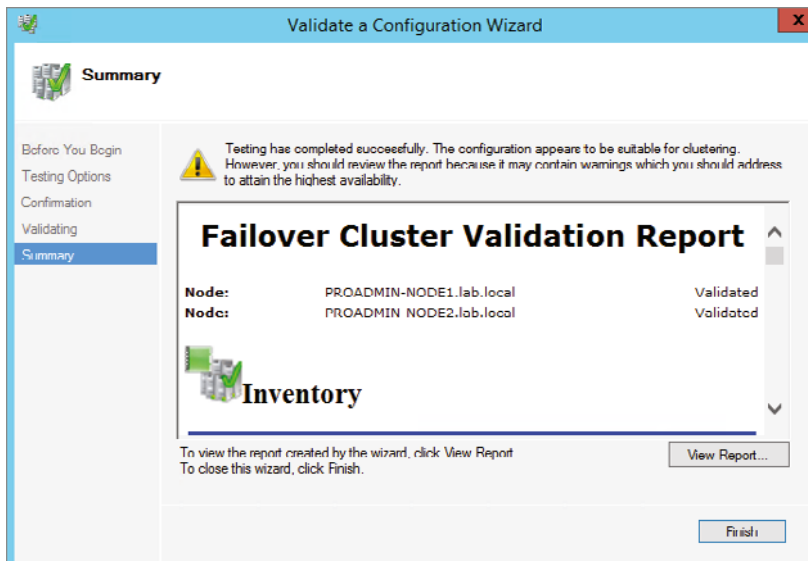 Validate a Configuration Wizard
X
Summary
Before You Begin
Testing Options
Confirmation
Validating
Summary
Testing has completed successfully. The configuration appears to be suitable for clustering.
However, you should review the report because it may contain warnings which you should address
to attain the highest availability.
Failover Cluster Validation Report
Node: PROADMIN-NODE1.lab.local Validated
Node: PROADMIN NODE2.lab.local Validated
Inventory
To view the report created by the wizard, click View Report
To close this wizard, click Finish.
View Report...
Finish